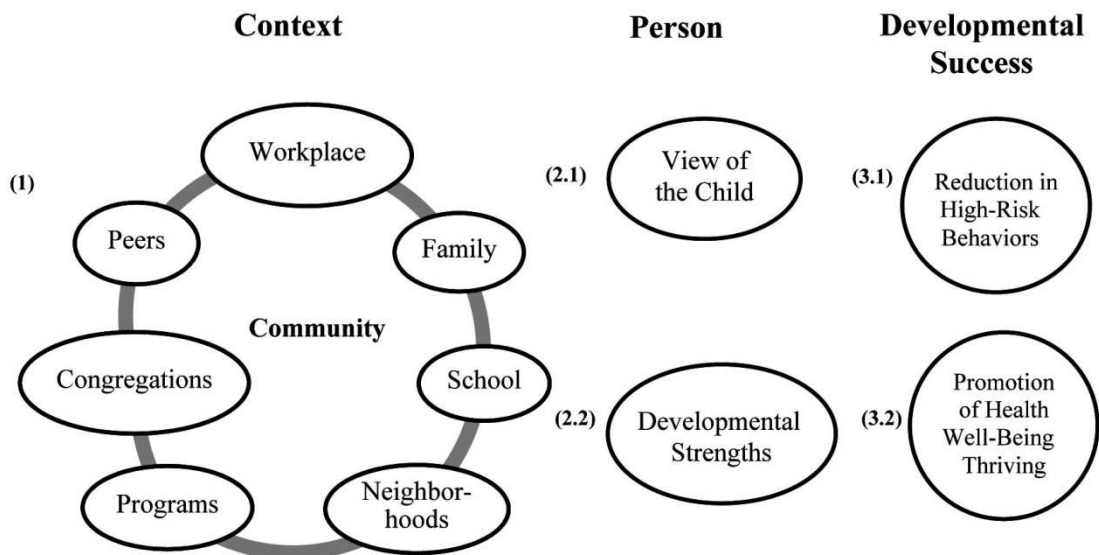 Context
Person
Developmental
Success
(1)
Workplace
Peers
Family
Community
Congregations
School
Programs
Neighbor-
hoods
(2.1)
View of
the Child
(2.2)
Developmental
Strengths
(3.1)
Reduction in
High-Risk
Behaviors
(3.2)
Promotion
of Health
Well-Being
Thriving